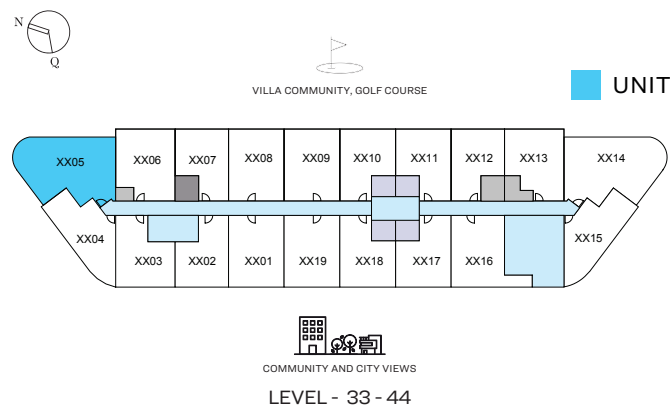 N
Q
VILLA COMMUNITY, GOLF COURSE
UNIT
XX05
XX06
XX07
XX08
XX09
XX10
XX11
XX12
XX13
XX14
XX04
XX03
XX02
XX01
XX19
XX18
XX17
XX16
XX15
COMMUNITY AND CITY VIEWS
LEVEL - 33 - 44